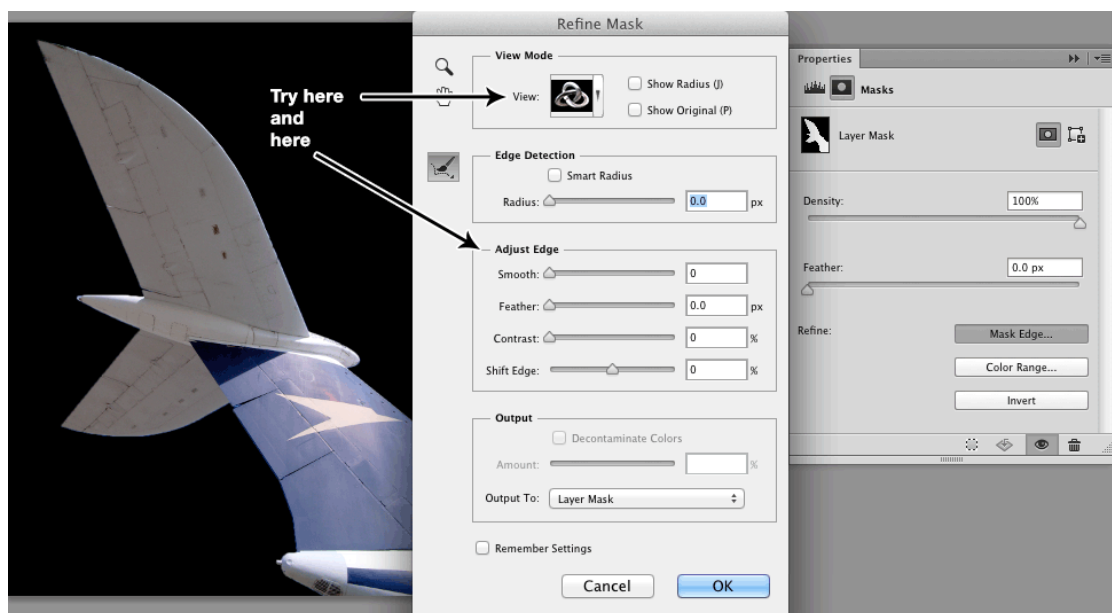 Refine Mask
Try here
and
here
View Mode
View:
Show Radius (J)
Show Original (P)
Edge Detection
Smart Radius
Radius:
0.0
px
Adjust Edge
Smooth:
0
Feather:
0.0
px
Contrast:
0
%
Shift Edge:
0
%
Output
Decontaminate Colors
Amount:
%
Output To:
Layer Mask
Remember Settings
Cancel
OK
Properties
Masks
Layer Mask
Density:
100%
Feather:
0.0 px
Refine:
Mask Edge...
Color Range...
Invert